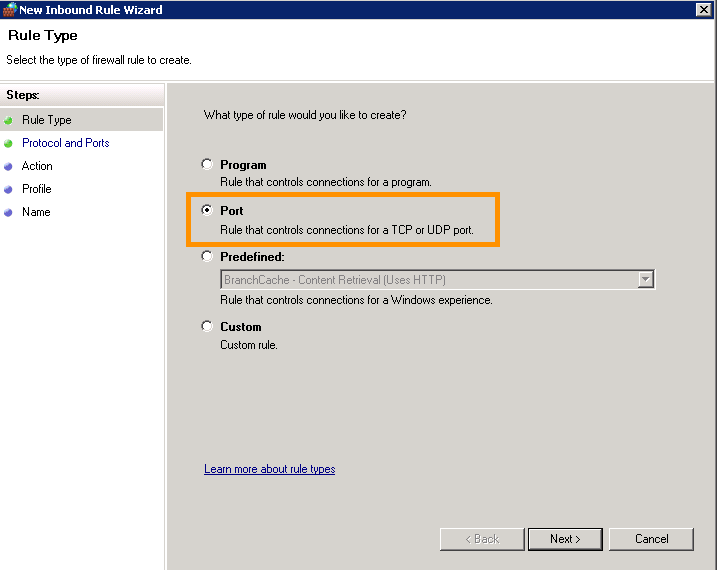 New Inbound Rule Wizard
Rule Type
Select the type of firewall rule to create.
Steps:
Rule Type
Protocol and Ports
Action
Profile
Name
What type of rule would you like to create?
Program
Rule that controls connections for a program.
Port
Rule that controls connections for a TCP or UDP port.
Predefined:
BranchCache - Content Retrieval (Uses HTTP)
Rule that controls connections for a Windows experience.
Custom
Custom rule.
Learn more about rule types
< Back
Next >
Cancel